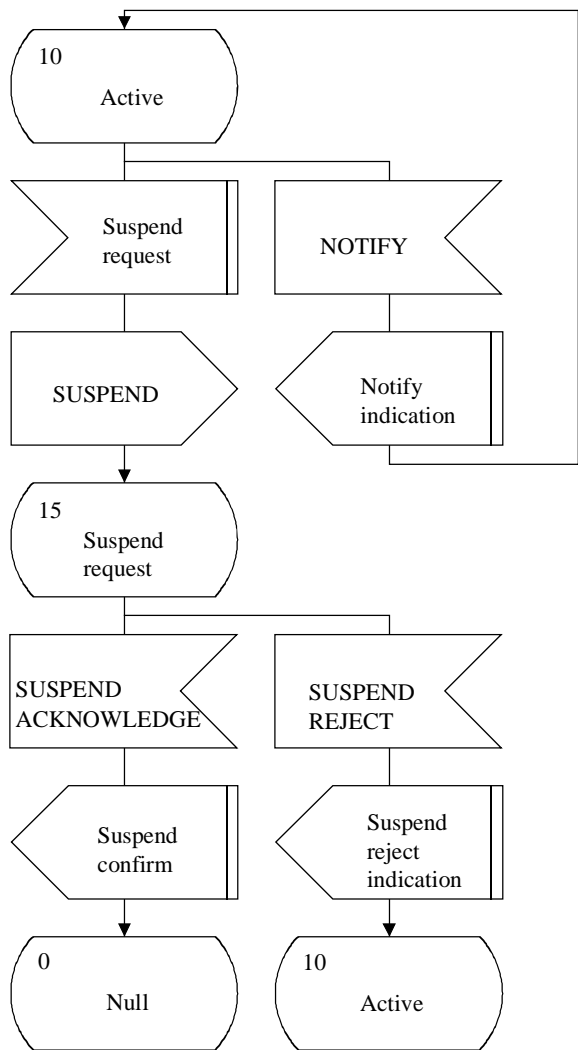 10
Active
Suspend
request
NOTIFY
SUSPEND
Notify
indication
15
Suspend
request
SUSPEND
ACKNOWLEDGE
SUSPEND
REJECT
Suspend
confirm
Suspend
reject
indication
0
Null
10
Active